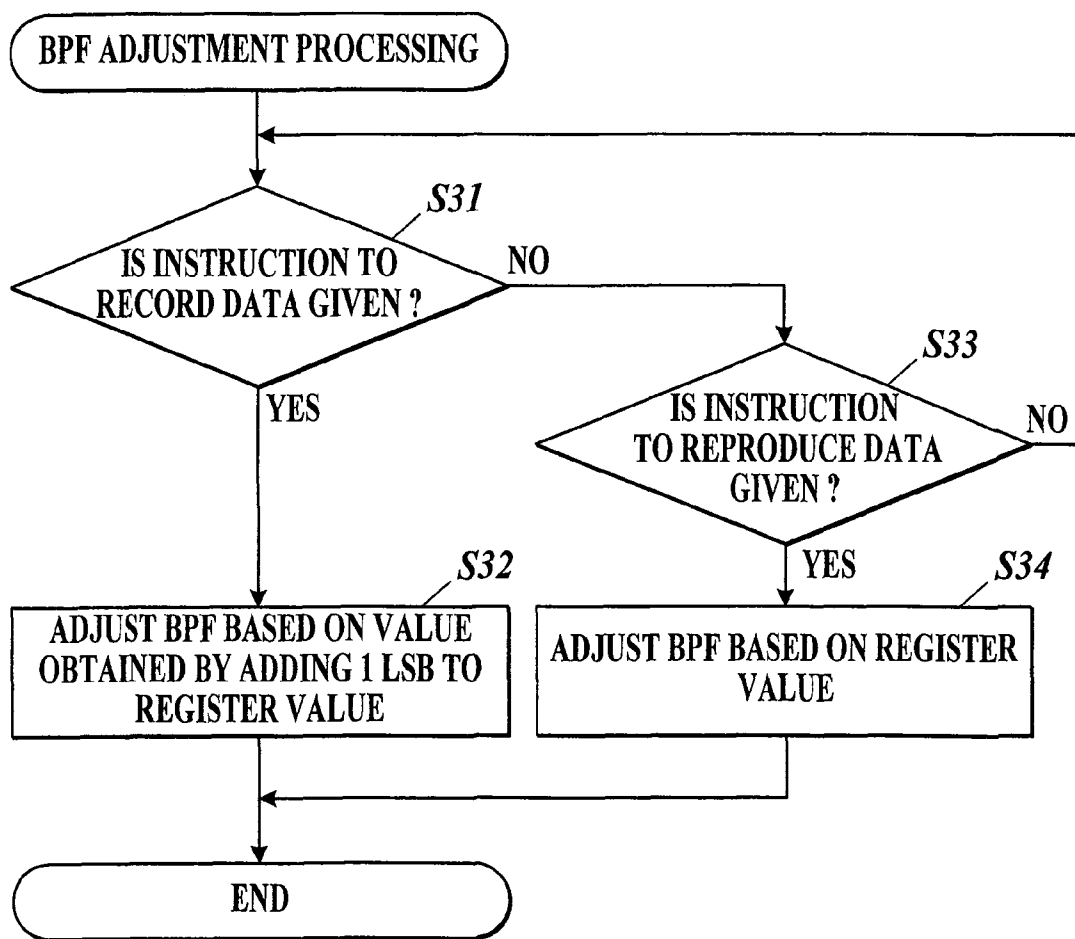 BPF ADJUSTMENT PROCESSING
S31
IS INSTRUCTION TO
RECORD DATA GIVEN ?
NO
YES
S33
IS INSTRUCTION
TO REPRODUCE DATA
GIVEN ?
NO
YES
S32
ADJUST BPF BASED ON VALUE
OBTAINED BY ADDING 1 LSB TO
REGISTER VALUE
S34
ADJUST BPF BASED ON REGISTER
VALUE
END